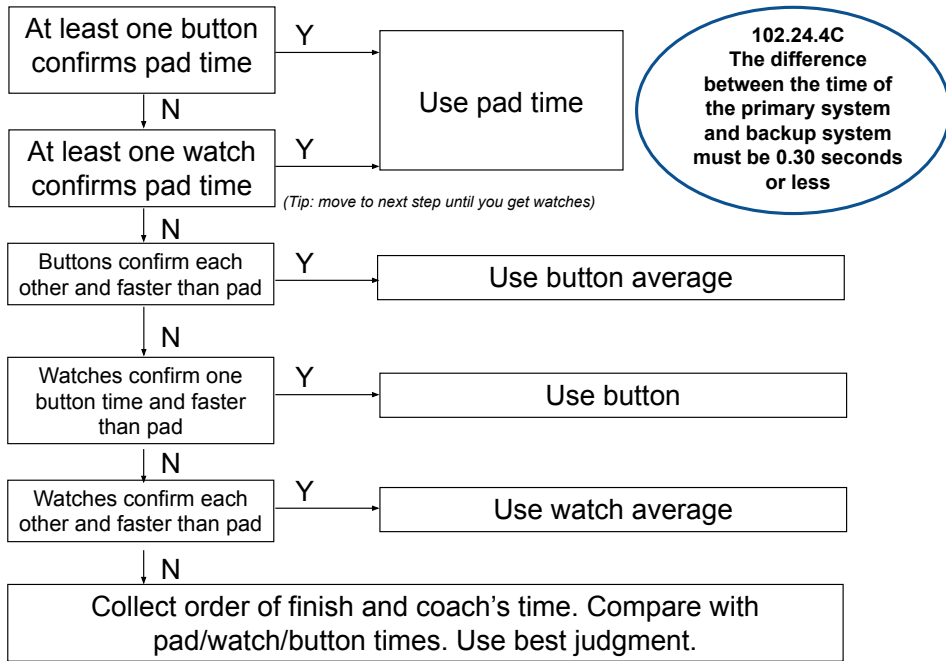 At least one button
confirms pad time
Y
Use pad time
102.24.4C
The difference
between the time of
the primary system
and backup system
must be 0.30 seconds
or less
N
At least one watch
confirms pad time
Y
(Tip: move to next step until you get watches)
N
Buttons confirm each
other and faster than pad
Y
Use button average
N
Watches confirm one
button time and faster
than pad
Y
Use button
N
Watches confirm each
other and faster than pad
Y
Use watch average
N
Collect order of finish and coach's time. Compare with
pad/watch/button times. Use best judgment.